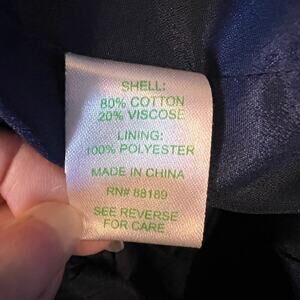 SHELL:
80% COTTON
20% VISCOSE
LINING:
100% POLYESTER
MADE IN CHINA
RN# 88189
SEE REVERSE
FOR CARE